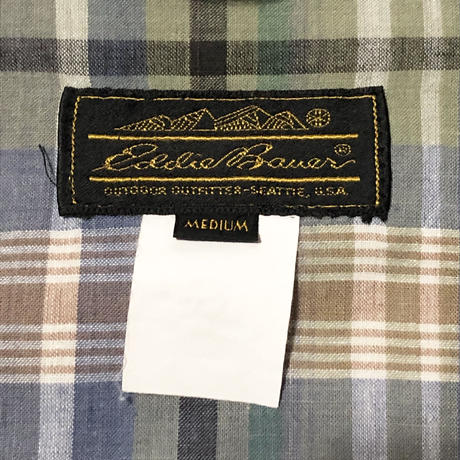 Eddie Bauer ®
OUTDOOR OUTFITTER-SEATTLE, U.S.A.
MEDIUM